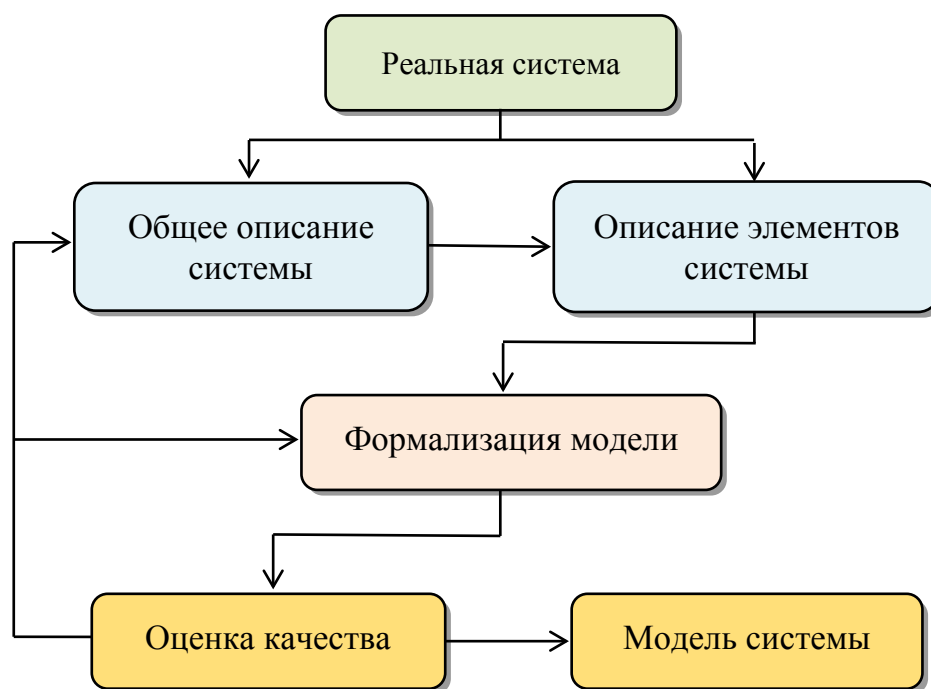 Реальная система
Общее описание
системы
Описание элементов
системы
Формализация модели
Оценка качества
Модель системы